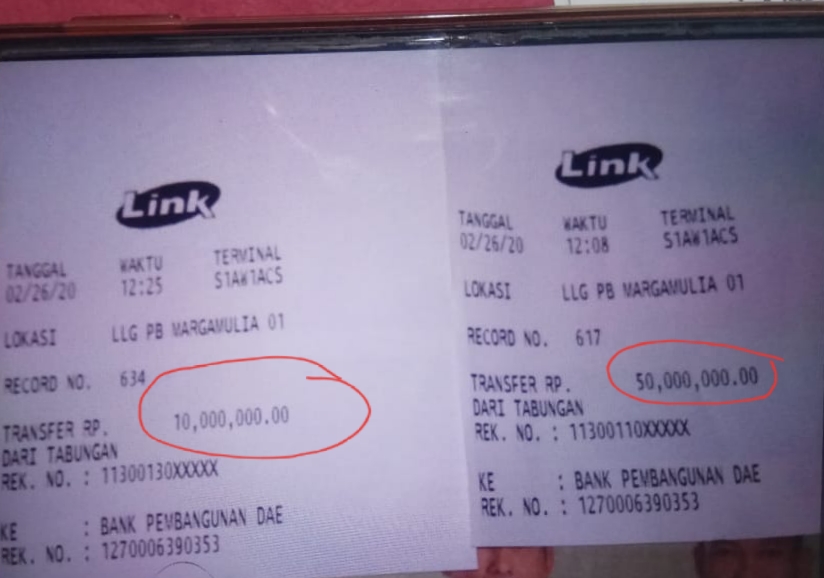 Link
TANGGAL WAKTU TERMINAL
02/26/20 12:25 S1AW1ACS
LOKASI LLG PB MARGAMULIA 01
RECORD NO. 634
TRANSFER RP. 10,000,000.00
DARI TABUNGAN
REK. NO. : 11300130XXXXX
KE : BANK PEMBANGUNAN DAE
REK. NO. : 1270006390353
Link
TANGGAL WAKTU TERMINAL
02/26/20 12:08 S1AW1ACS
LOKASI LLG PB MARGAMULIA 01
RECORD NO. 617
TRANSFER RP. 50,000,000.00
DARI TABUNGAN
REK. NO. : 11300110XXXXX
KE : BANK PEMBANGUNAN DAE
REK. NO. : 1270006390353